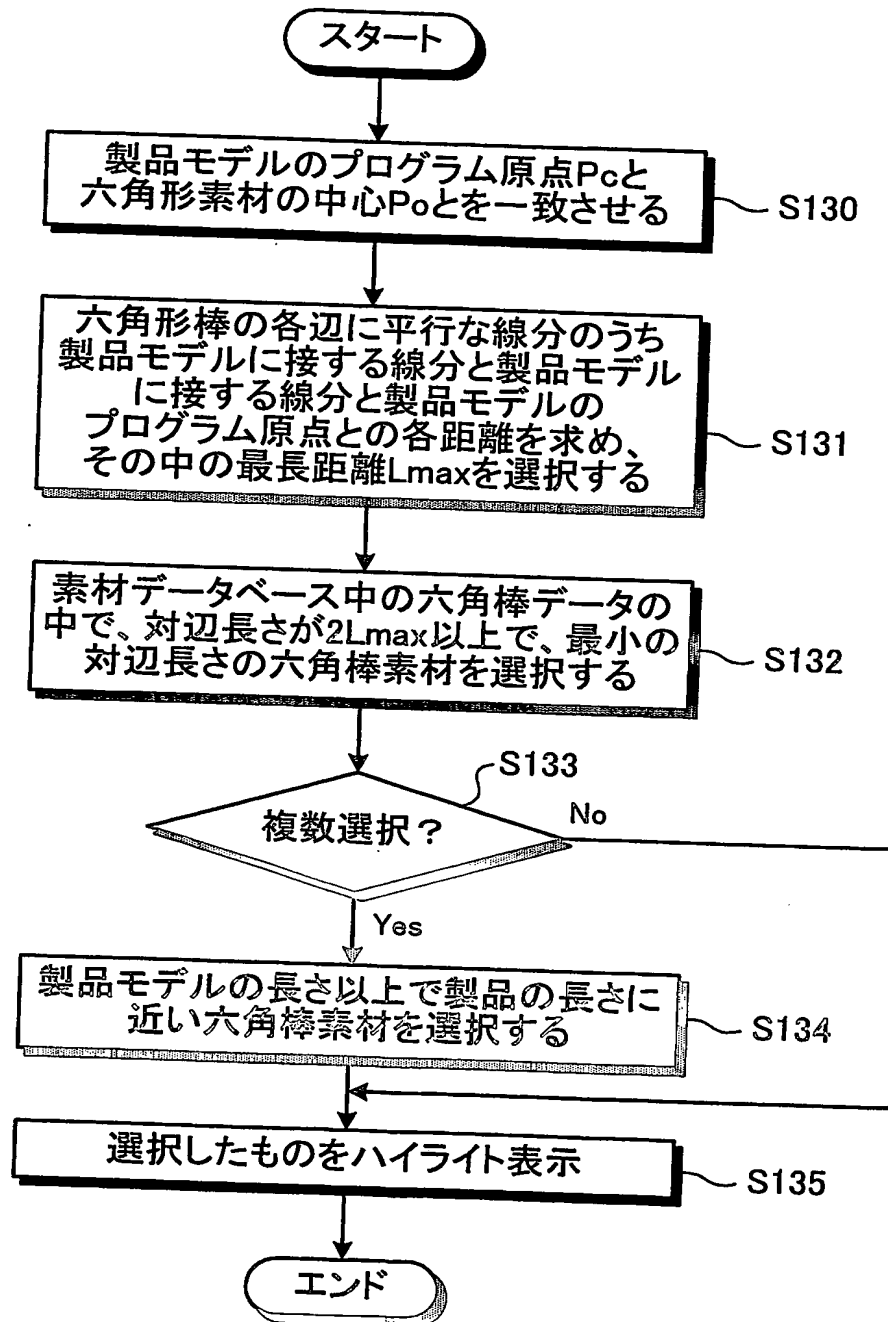 スタート
製品モデルのプログラム原点Pcと
六角形素材の中心Poとを一致させる
S130
六角形棒の各辺に平行な線分のうち
製品モデルに接する線分と製品モデル
に接する線分と製品モデルの
プログラム原点との各距離を求め、
その中の最長距離Lmaxを選択する
S131
素材データベース中の六角棒データの
中で、対辺長さが2Lmax以上で、最小の
対辺長さの六角棒素材を選択する
S132
S133
複数選択？
No
Yes
製品モデルの長さ以上で製品の長さに
近い六角棒素材を選択する
S134
選択したものをハイライト表示
S135
エンド